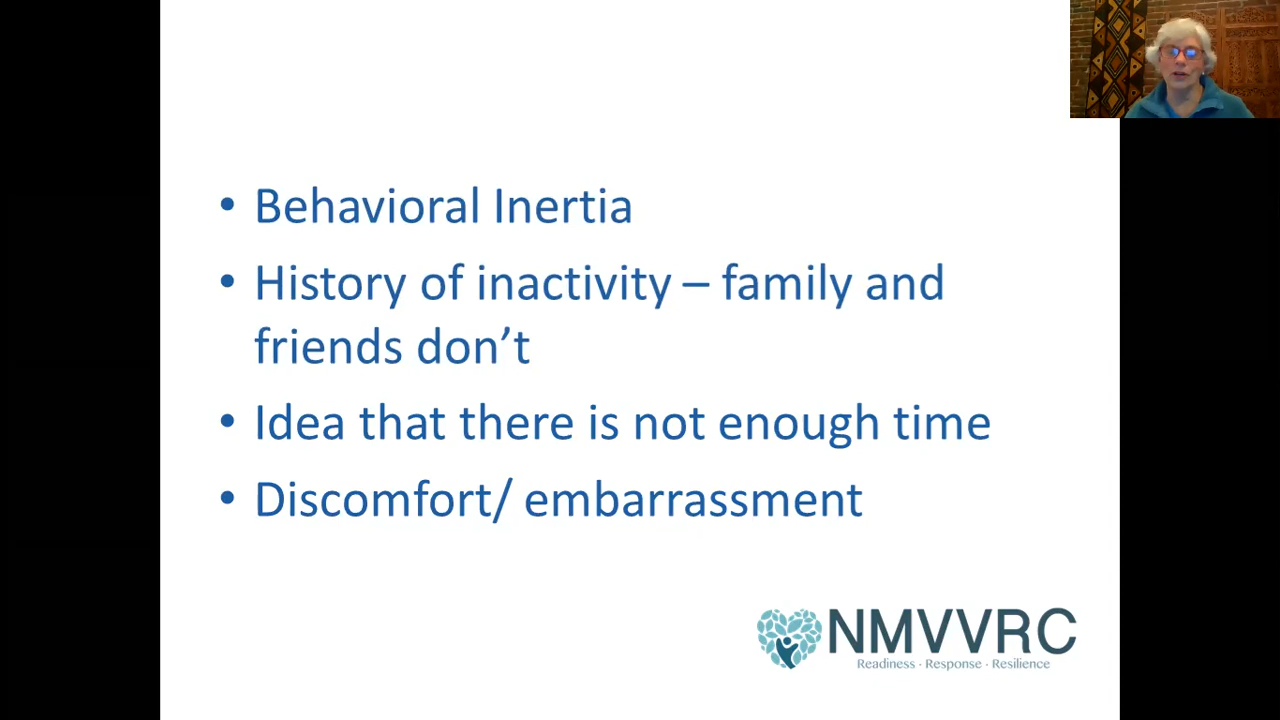 • Behavioral Inertia
• History of inactivity – family and
friends don’t
• Idea that there is not enough time
• Discomfort/ embarrassment
NMVVRC
Readiness · Response · Resilience